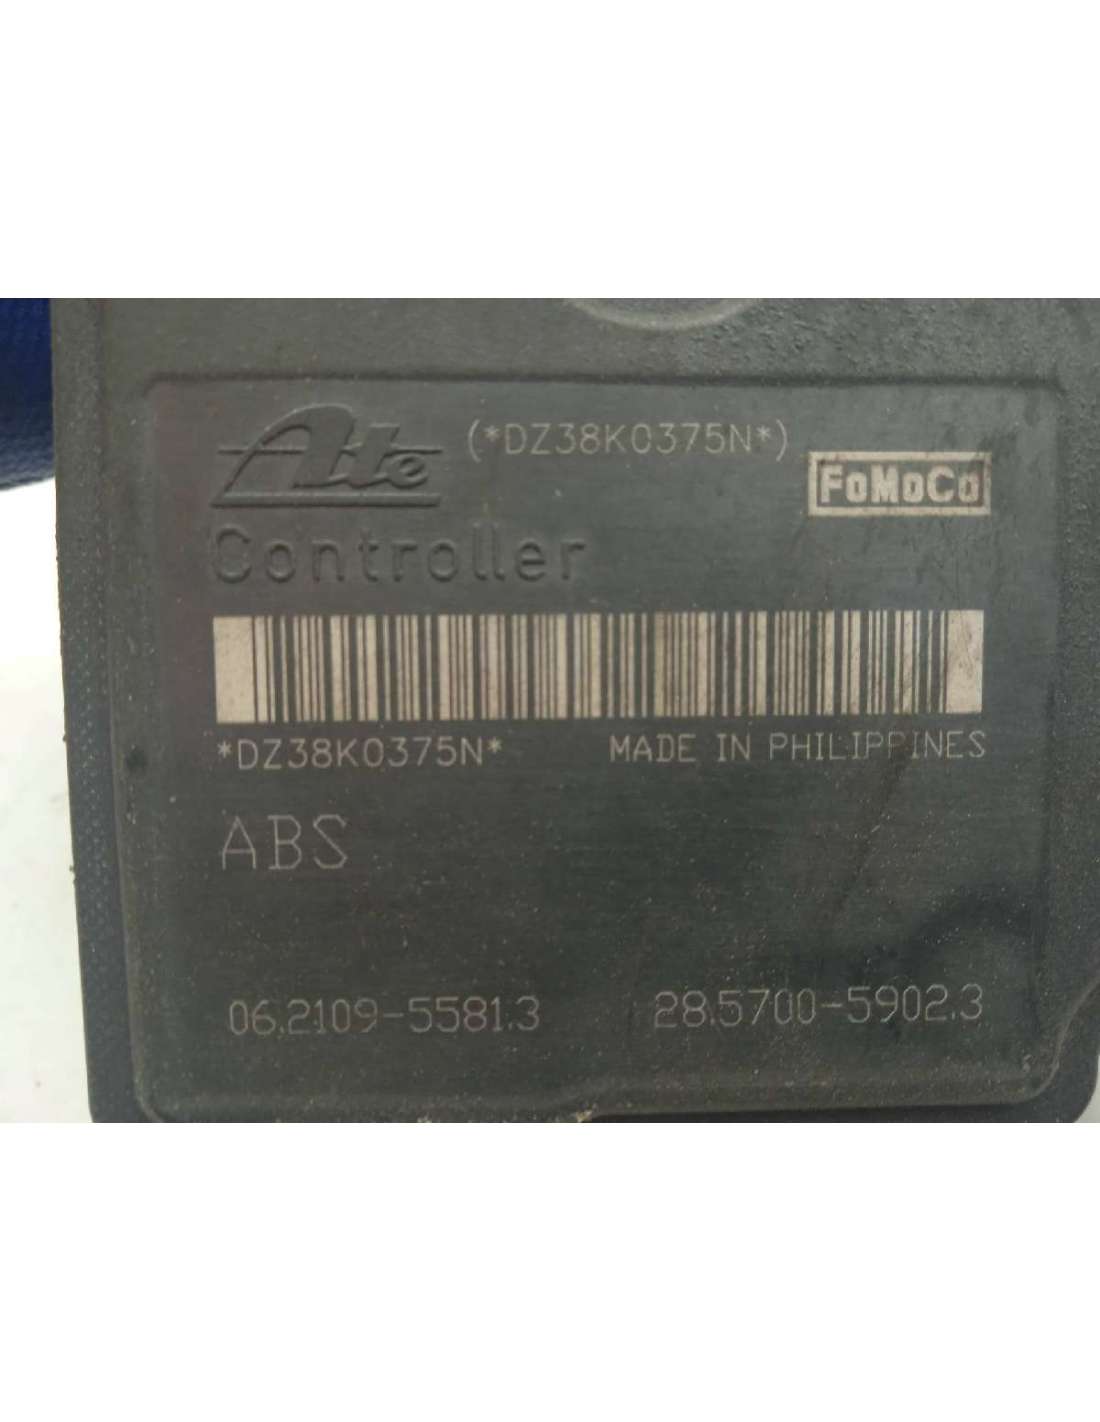 Ate (*DZ38K0375N*)
FoMoCo
Controller
*DZ38K0375N* MADE IN PHILIPPINES
ABS
06.2109-5581.3 28.5700-5902.3